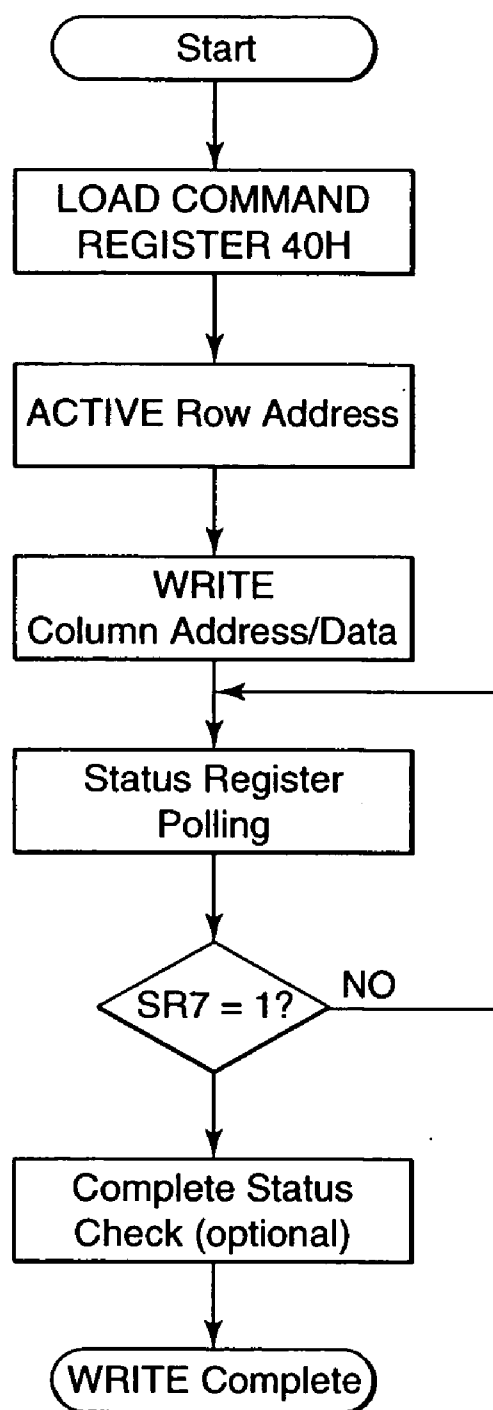 Start
LOAD COMMAND
REGISTER 40H
ACTIVE Row Address
WRITE
Column Address/Data
Status Register
Polling
SR7 = 1?
NO
Complete Status
Check (optional)
WRITE Complete